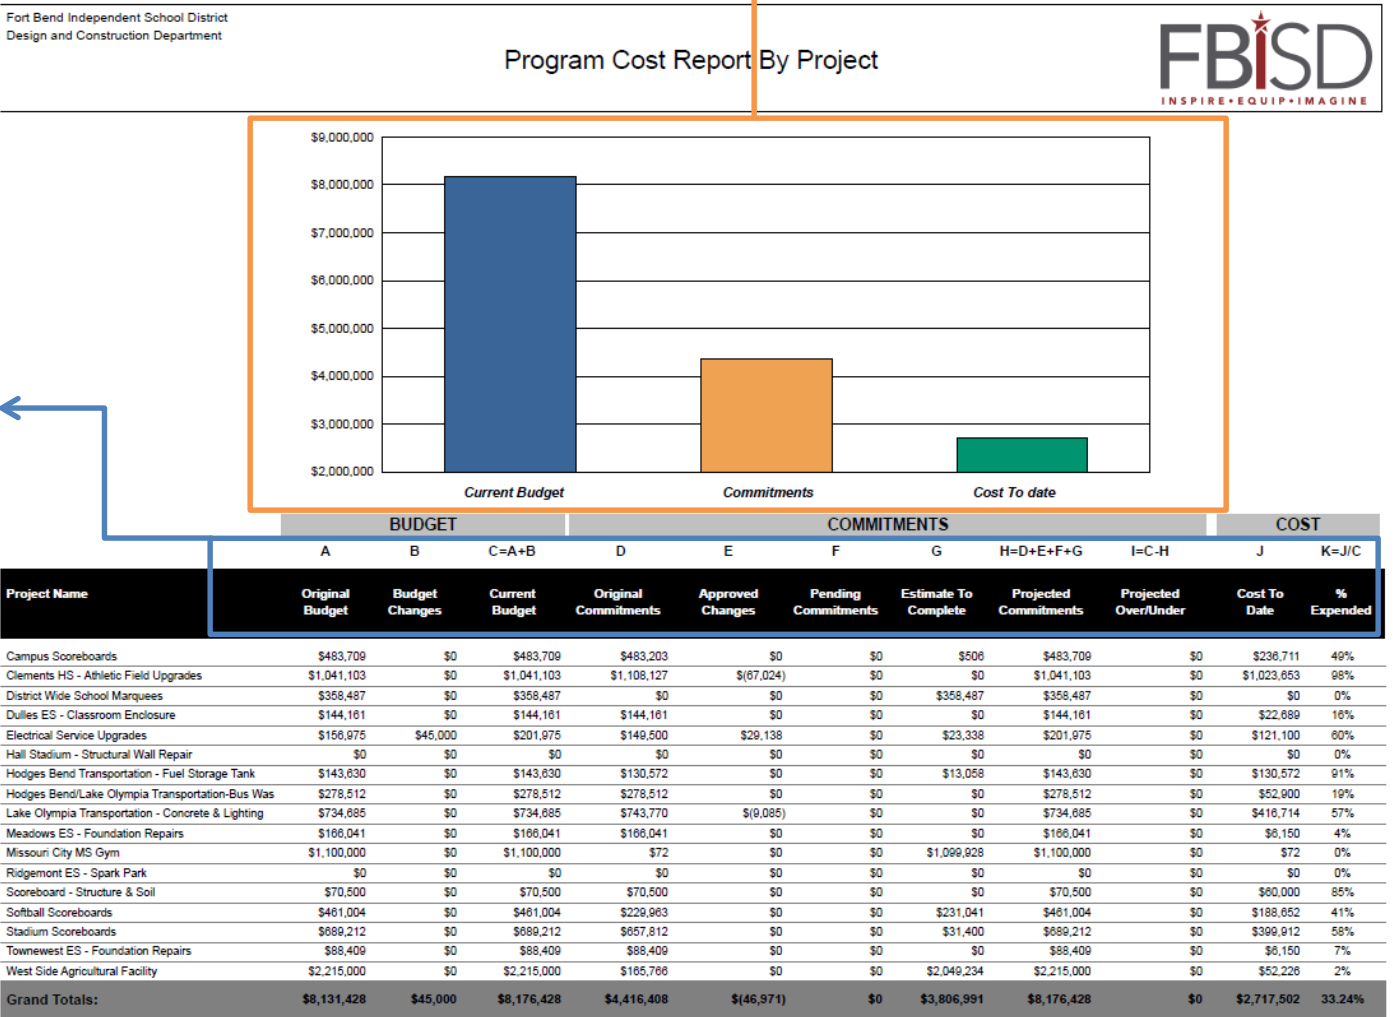 Fort Bend Independent School District
Design and Construction Department
Program Cost Report By Project
FBiSD
INSPIRE•EQUIP•IMAGINE
$9,000,000
$8,000,000
$7,000,000
$6,000,000
$5,000,000
$4,000,000
$3,000,000
$2,000,000
Current Budget Commitments Cost To date
BUDGET COMMITMENTS COST
A B C=A+B D E F G H=D+E+F+G I=C-H J K=J/C
Project Name Original Budget Current Original Approved Pending Estimate To Projected Projected Cost To %
Budget Changes Budget Commitments Changes Commitments Complete Commitments Over/Under Date Expended
Campus Scoreboards $483,709 $0 $483,709 $483,203 $0 $0 $506 $483,709 $0 $236,711 49%
Clements HS - Athletic Field Upgrades $1,041,103 $0 $1,041,103 $1,108,127 $(67,024) $0 $0 $1,041,103 $0 $1,023,653 98%
District Wide School Marquees $358,487 $0 $358,487 $0 $0 $0 $358,487 $358,487 $0 $0 0%
Dulles ES - Classroom Enclosure $144,161 $0 $144,161 $144,161 $0 $0 $0 $144,161 $0 $22,689 16%
Electrical Service Upgrades $156,975 $45,000 $201,975 $149,500 $29,138 $0 $23,338 $201,975 $0 $121,100 60%
Hall Stadium - Structural Wall Repair $0 $0 $0 $0 $0 $0 $0 $0 $0 $0 0%
Hodges Bend Transportation - Fuel Storage Tank $143,630 $0 $143,630 $130,572 $0 $0 $13,058 $143,630 $0 $130,572 91%
Hodges Bend/Lake Olympia Transportation-Bus Was $278,512 $0 $278,512 $278,512 $0 $0 $0 $278,512 $0 $52,900 19%
Lake Olympia Transportation - Concrete & Lighting $734,685 $0 $734,685 $743,770 $(9,085) $0 $0 $734,685 $0 $416,714 57%
Meadows ES - Foundation Repairs $166,041 $0 $166,041 $166,041 $0 $0 $0 $166,041 $0 $6,150 4%
Missouri City MS Gym $1,100,000 $0 $1,100,000 $72 $0 $0 $1,099,928 $1,100,000 $0 $72 0%
Ridgemont ES - Spark Park $0 $0 $0 $0 $0 $0 $0 $0 $0 $0 0%
Scoreboard - Structure & Soil $70,500 $0 $70,500 $70,500 $0 $0 $0 $70,500 $0 $60,000 85%
Softball Scoreboards $461,004 $0 $461,004 $229,963 $0 $0 $231,041 $461,004 $0 $188,652 41%
Stadium Scoreboards $689,212 $0 $689,212 $657,812 $0 $0 $31,400 $689,212 $0 $399,912 58%
Townewest ES - Foundation Repairs $88,409 $0 $88,409 $88,409 $0 $0 $0 $88,409 $0 $6,150 7%
West Side Agricultural Facility $2,215,000 $0 $2,215,000 $165,766 $0 $0 $2,049,234 $2,215,000 $0 $52,226 2%
Grand Totals: $8,131,428 $45,000 $8,176,428 $4,416,408 $(46,971) $0 $3,806,991 $8,176,428 $0 $2,717,502 33.24%